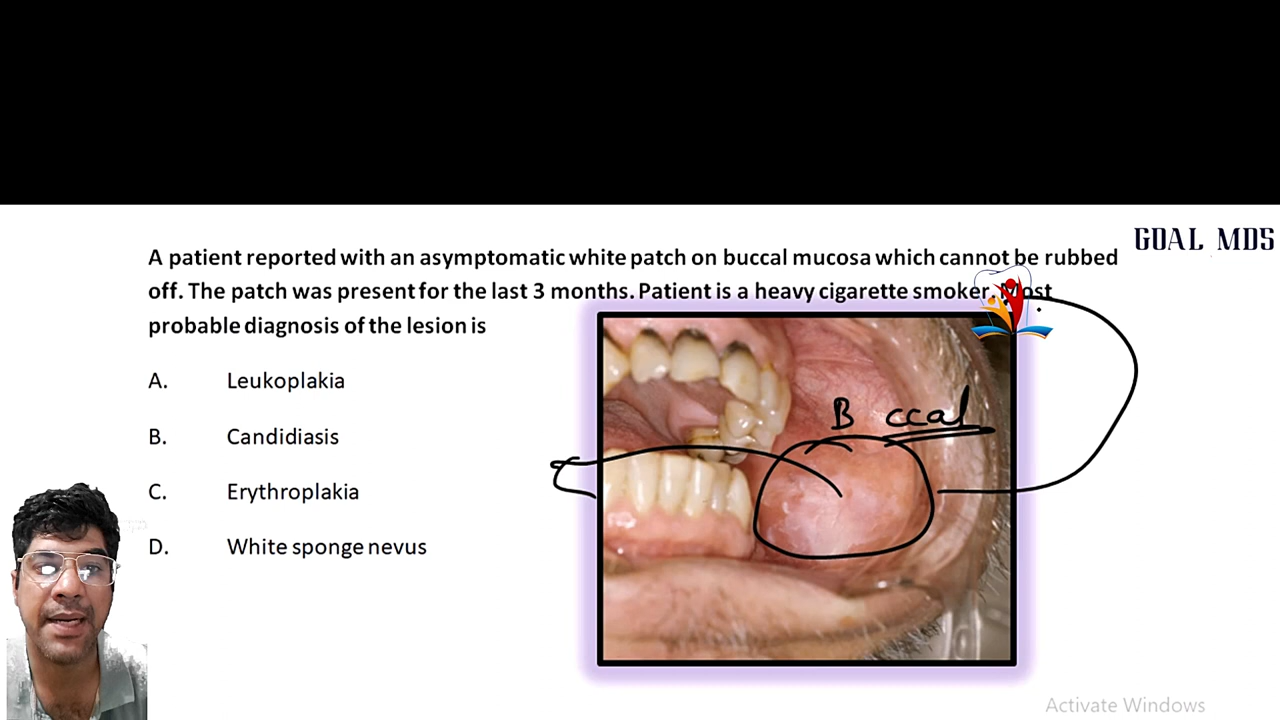 GOAL MDS
A patient reported with an asymptomatic white patch on buccal mucosa which cannot be rubbed
off. The patch was present for the last 3 months. Patient is a heavy cigarette smoker. Most
probable diagnosis of the lesion is
A. Leukoplakia
B ccal
B. Candidiasis
C. Erythroplakia
D. White sponge nevus
Activate Windows